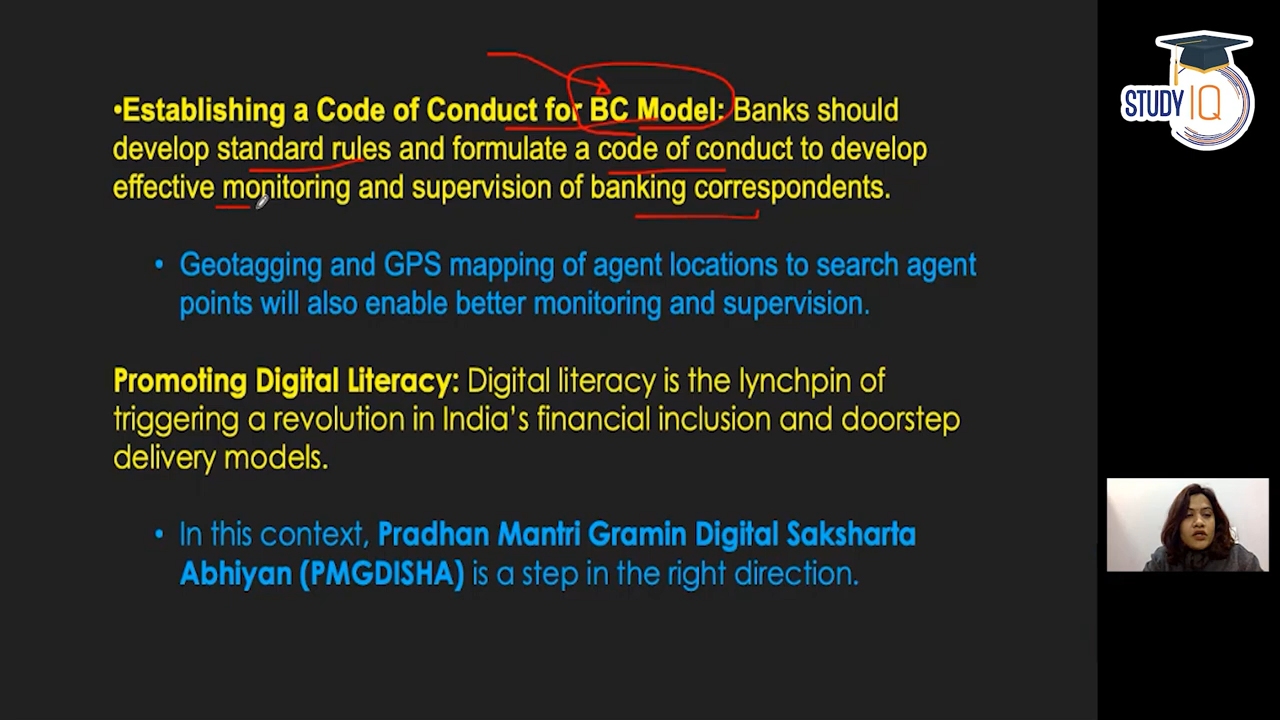 •Establishing a Code of Conduct for BC Model: Banks should
develop standard rules and formulate a code of conduct to develop
effective monitoring and supervision of banking correspondents.
• Geotagging and GPS mapping of agent locations to search agent
points will also enable better monitoring and supervision.
Promoting Digital Literacy: Digital literacy is the lynchpin of
triggering a revolution in India’s financial inclusion and doorstep
delivery models.
• In this context, Pradhan Mantri Gramin Digital Saksharta
Abhiyan (PMGDISHA) is a step in the right direction.
STUDY IQ